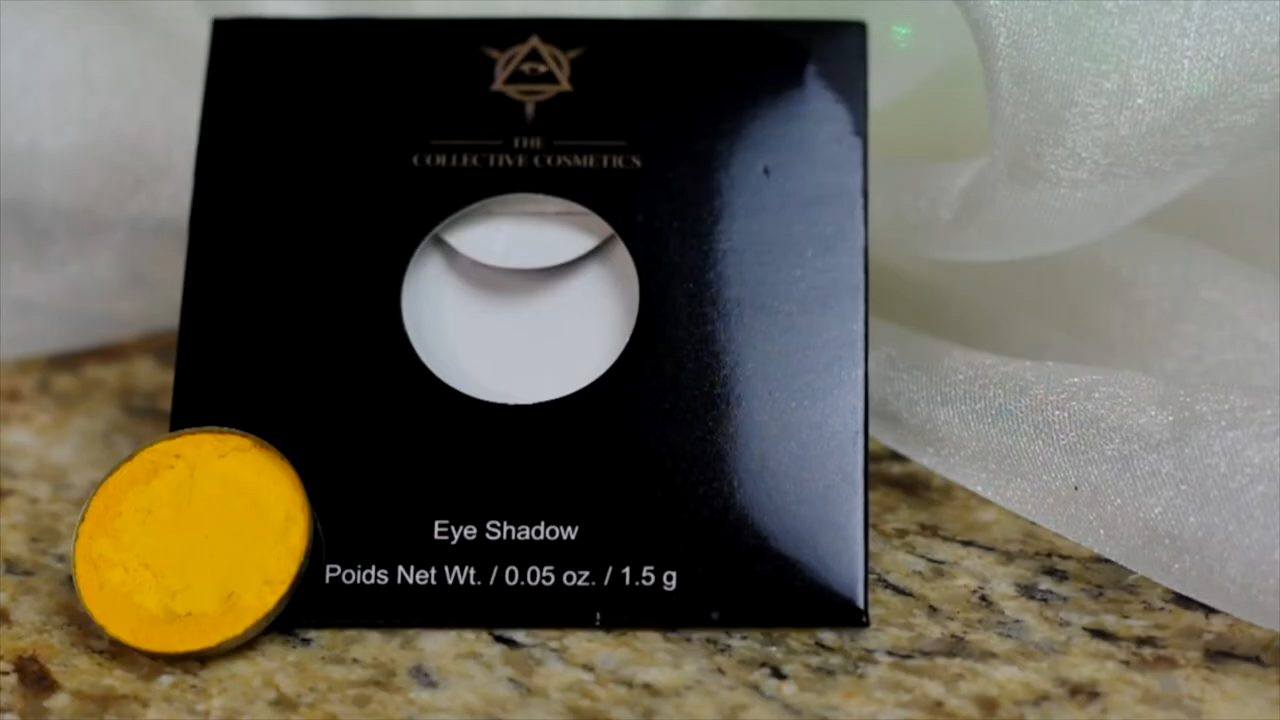 THE
COLLECTIVE COSMETICS
Eye Shadow
Poids Net Wt. / 0.05 oz. / 1.5 g